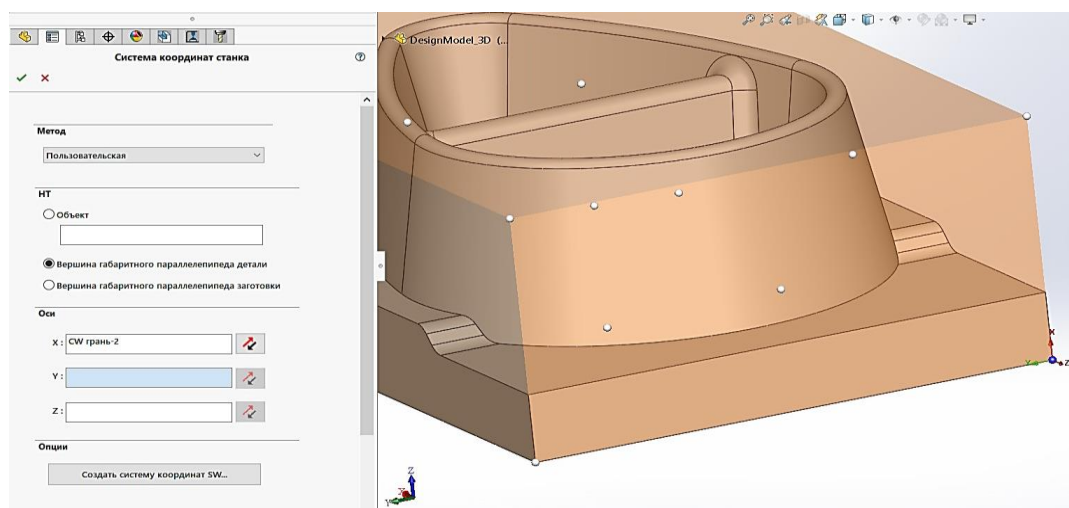 Система координат станка
Метод
Пользовательская
НТ
Объект
Вершина габаритного параллелепипеда детали
Вершина габаритного параллелепипеда заготовки
Оси
X : CW грань-2
Y :
Z :
Опции
Создать систему координат SW...
DesignModel_3D (...
X
Y
Z
Z
X
Y